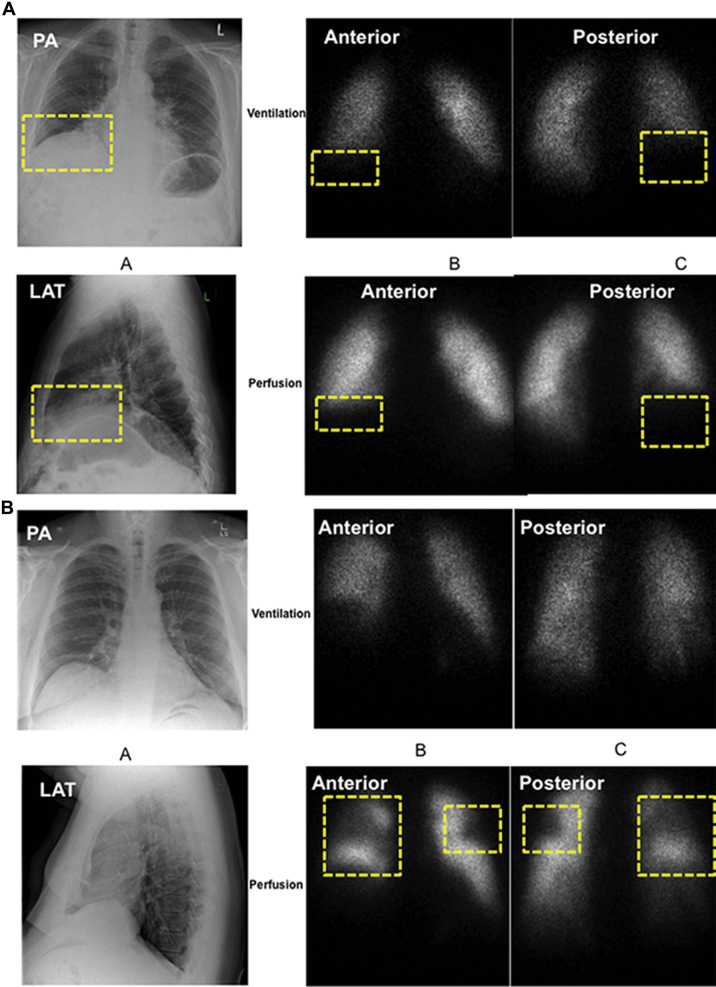 A
PA
L
Anterior
Posterior
Ventilation
A
B
C
LAT
L
Anterior
Posterior
Perfusion
B
PA
L
Anterior
Posterior
Ventilation
A
B
C
LAT
Anterior
Posterior
Perfusion